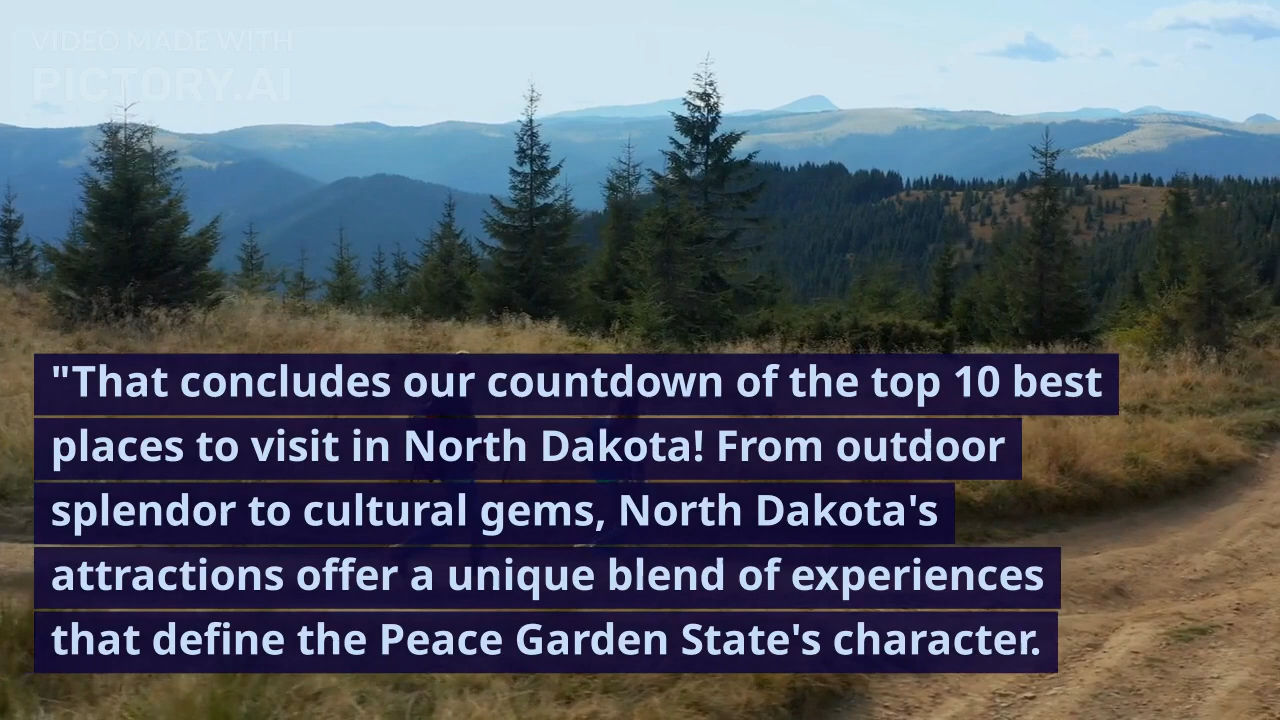 VIDEO MADE WITH
PICTORY.AI
"That concludes our countdown of the top 10 best
places to visit in North Dakota! From outdoor
splendor to cultural gems, North Dakota's
attractions offer a unique blend of experiences
that define the Peace Garden State's character.